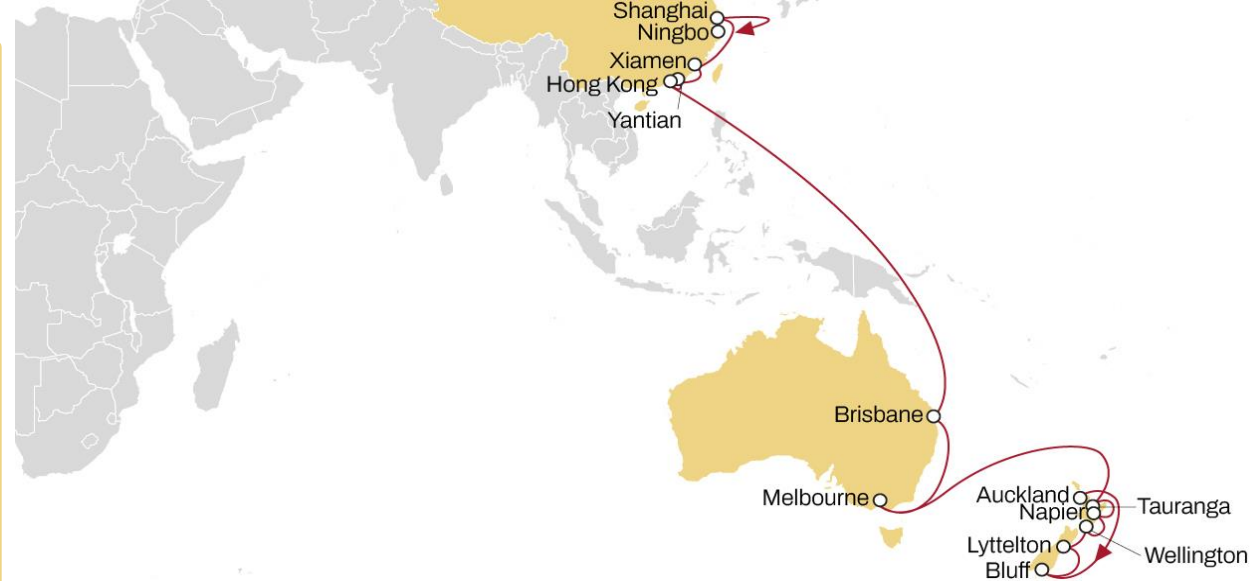 Shanghai
Ningbo
Xiamen
Hong Kong
Yantian
Brisbane
Melbourne
Auckland
Tauranga
Napier
Lyttelton
Wellington
Bluff